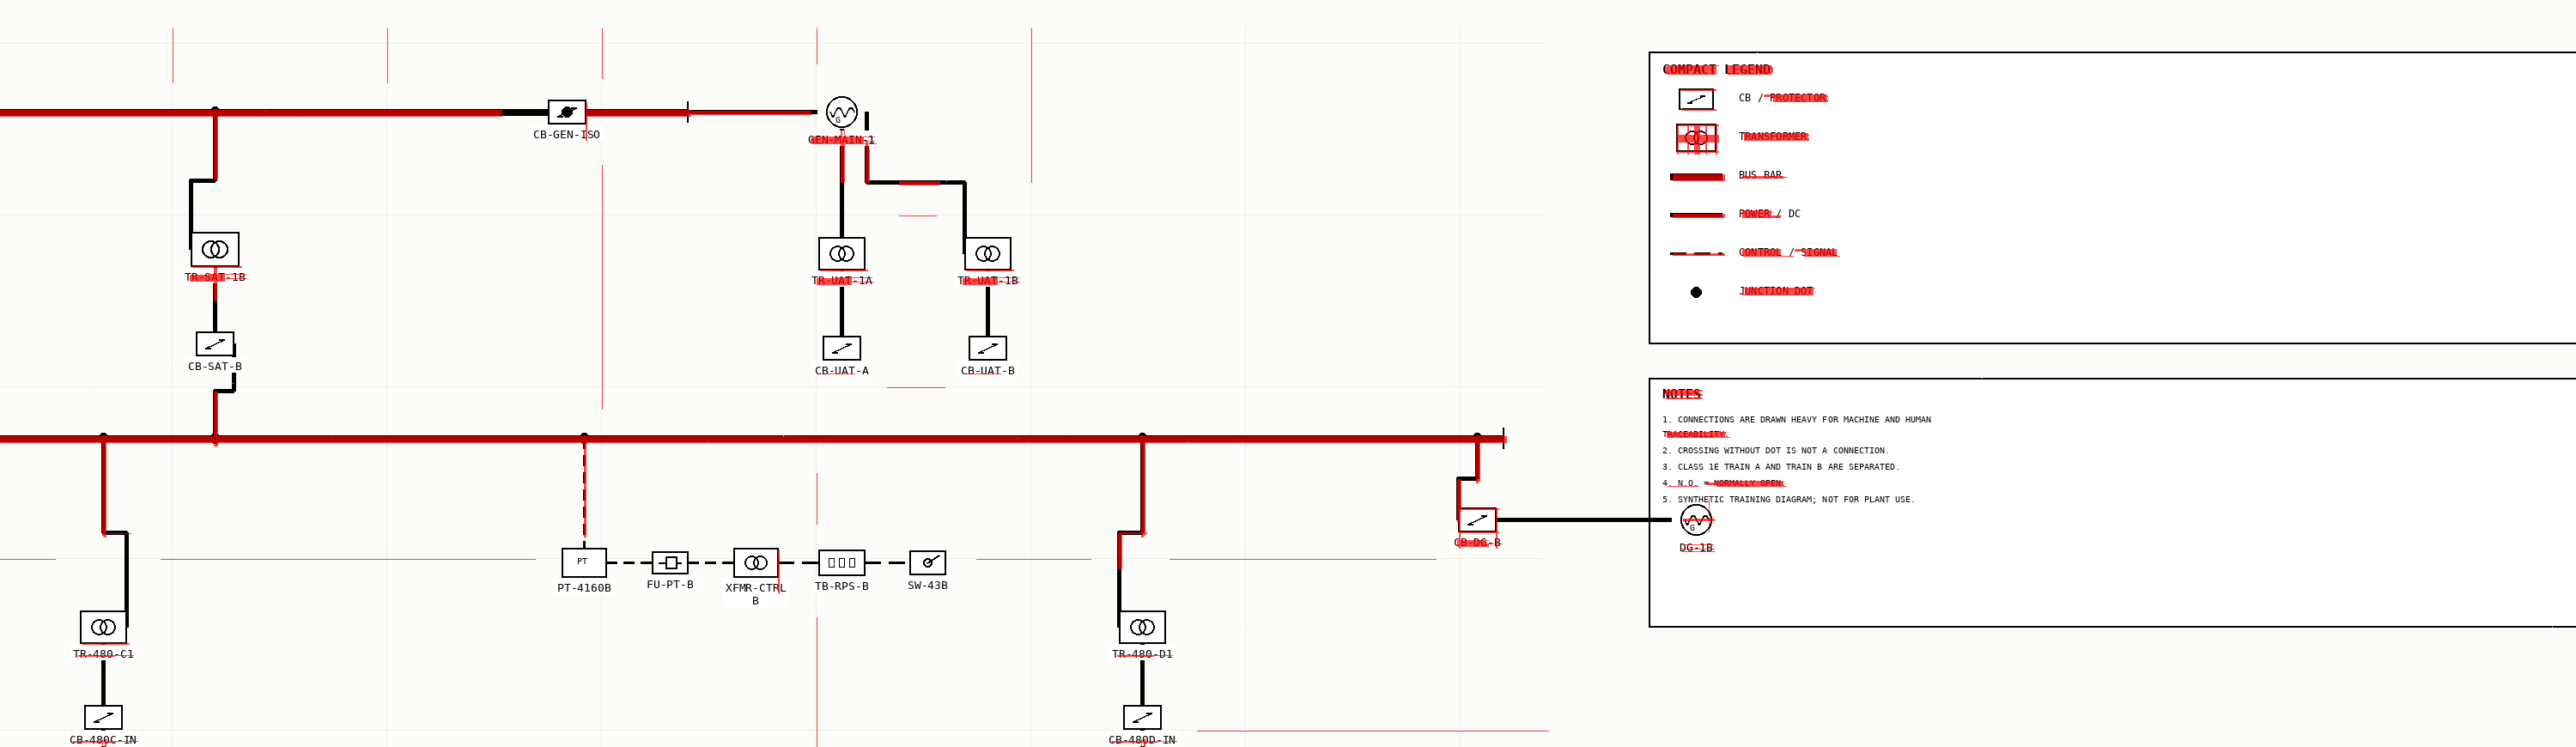 COMPACT LEGEND
CB / PROTECTOR
TRANSFORMER
BUS BAR
POWER / DC
CONTROL / SIGNAL
JUNCTION DOT
CB-GEN-ISO
G
GEN-MAIN-1
TR-SAT-1B
TR-UAT-1A
TR-UAT-1B
CB-SAT-B
CB-UAT-A
CB-UAT-B
NOTES
1. CONNECTIONS ARE DRAWN HEAVY FOR MACHINE AND HUMAN
TRACEABILITY.
2. CROSSING WITHOUT DOT IS NOT A CONNECTION.
3. CLASS 1E TRAIN A AND TRAIN B ARE SEPARATED.
4. N.O. = NORMALLY OPEN.
5. SYNTHETIC TRAINING DIAGRAM; NOT FOR PLANT USE.
G
CB-DG-B
DG-1B
PT
PT-4160B
FU-PT-B
XFMR-CTRL
B
TB-RPS-B
SW-43B
TR-480-C1
TR-480-D1
CB-480C-IN
CB-480D-IN